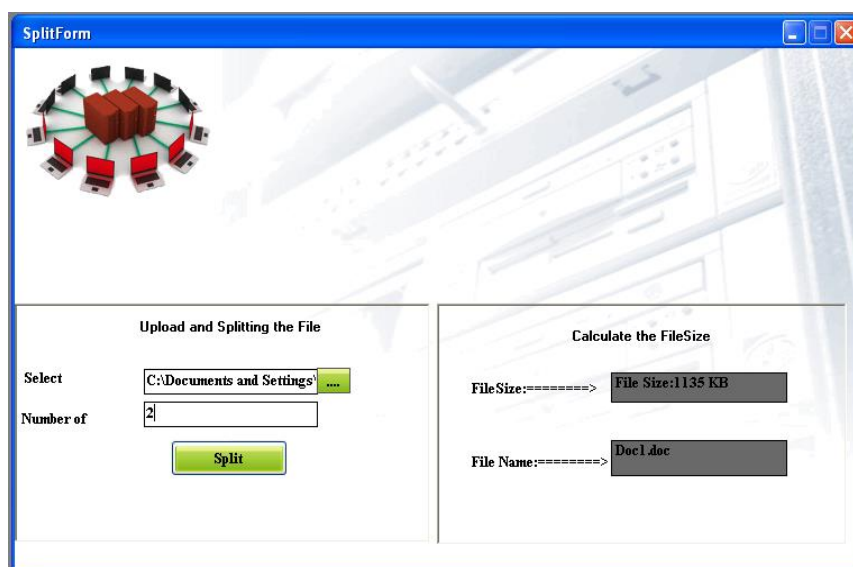 SplitForm
Upload and Splitting the File
Select
C:\Documents and Settings\
....
Number of
2
Split
Calculate the FileSize
FileSize:========>
File Size:1135 KB
File Name:========>
Doc1.doc